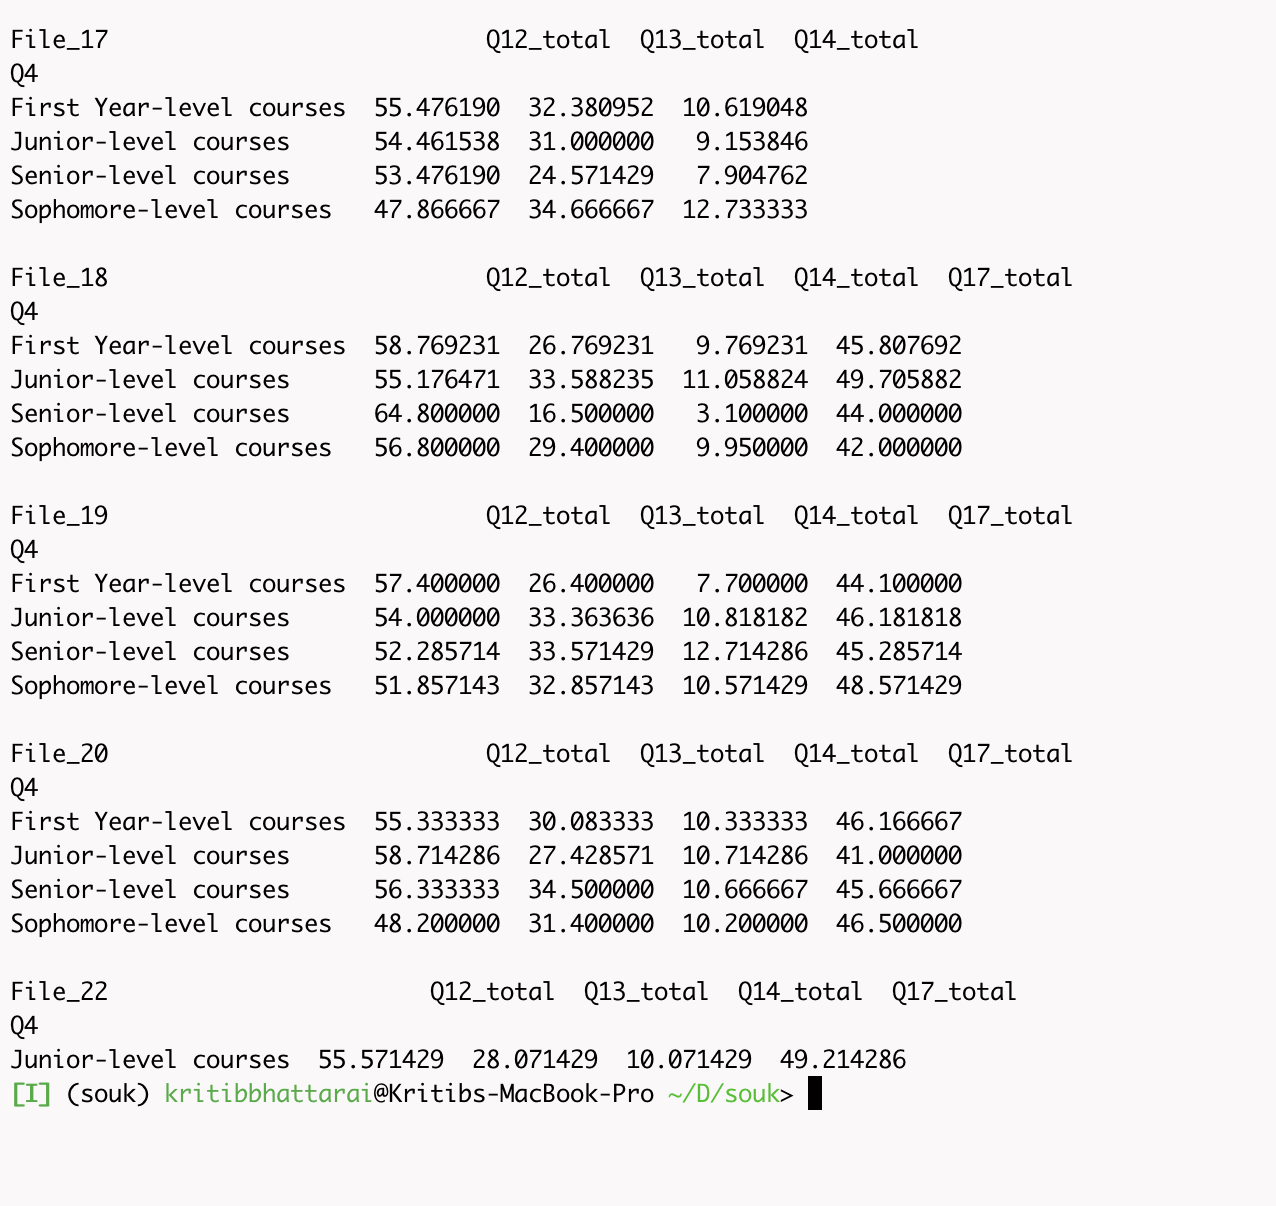 File_17                           Q12_total  Q13_total  Q14_total
Q4
First Year-level courses  55.476190  32.380952  10.619048
Junior-level courses      54.461538  31.000000   9.153846
Senior-level courses      53.476190  24.571429   7.904762
Sophomore-level courses   47.866667  34.666667  12.733333

File_18                           Q12_total  Q13_total  Q14_total  Q17_total
Q4
First Year-level courses  58.769231  26.769231   9.769231  45.807692
Junior-level courses      55.176471  33.588235  11.058824  49.705882
Senior-level courses      64.800000  16.500000   3.100000  44.000000
Sophomore-level courses   56.800000  29.400000   9.950000  42.000000

File_19                           Q12_total  Q13_total  Q14_total  Q17_total
Q4
First Year-level courses  57.400000  26.400000   7.700000  44.100000
Junior-level courses      54.000000  33.363636  10.818182  46.181818
Senior-level courses      52.285714  33.571429  12.714286  45.285714
Sophomore-level courses   51.857143  32.857143  10.571429  48.571429

File_20                           Q12_total  Q13_total  Q14_total  Q17_total
Q4
First Year-level courses  55.333333  30.083333  10.333333  46.166667
Junior-level courses      58.714286  27.428571  10.714286  41.000000
Senior-level courses      56.333333  34.500000  10.666667  45.666667
Sophomore-level courses   48.200000  31.400000  10.200000  46.500000

File_22                       Q12_total  Q13_total  Q14_total  Q17_total
Q4
Junior-level courses  55.571429  28.071429  10.071429  49.214286
[I] (souk) kritibbhattarai@Kritibs-MacBook-Pro ~/D/souk>